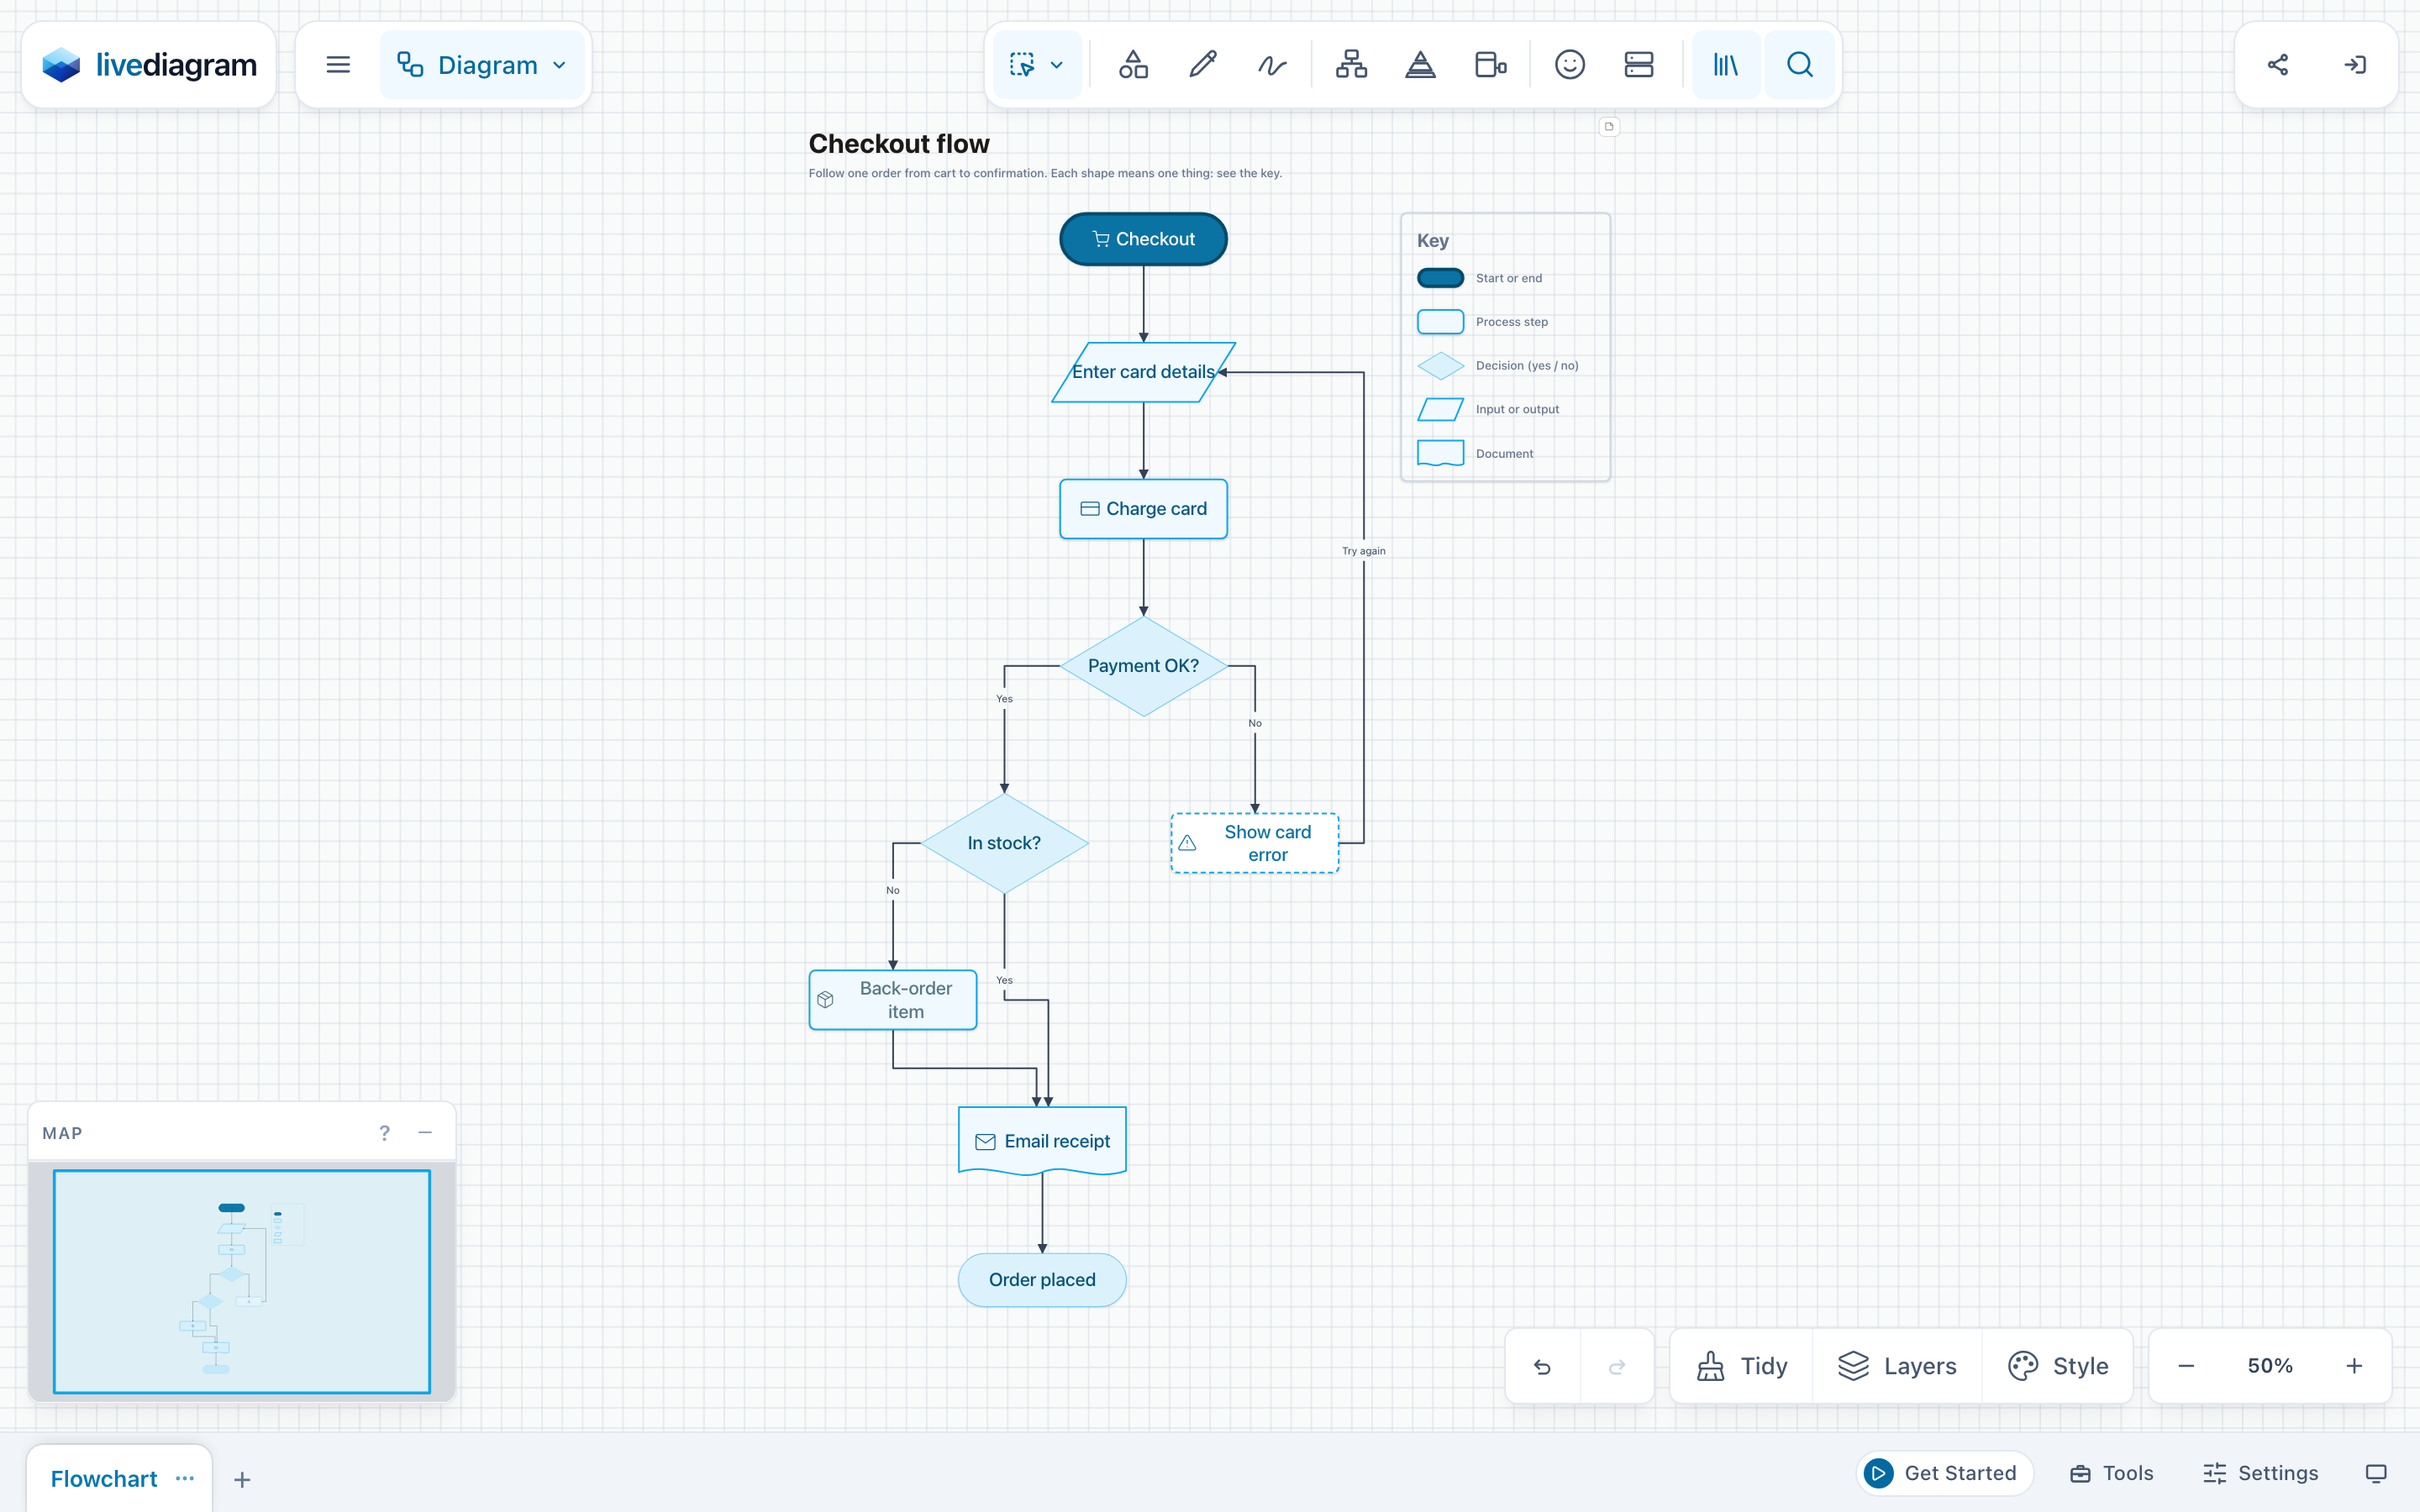 livediagram
Diagram
Checkout flow
Follow one order from cart to confirmation. Each shape means one thing: see the key.
Checkout
Key
Start or end
Process step
Decision (yes / no)
Input or output
Document
Enter card details
Charge card
Try again
Payment OK?
Yes
No
In stock?
Show card
error
No
Yes
Back-order
item
Email receipt
Order placed
MAP
?
Tidy
Layers
Style
50%
Flowchart
Get Started
Tools
Settings